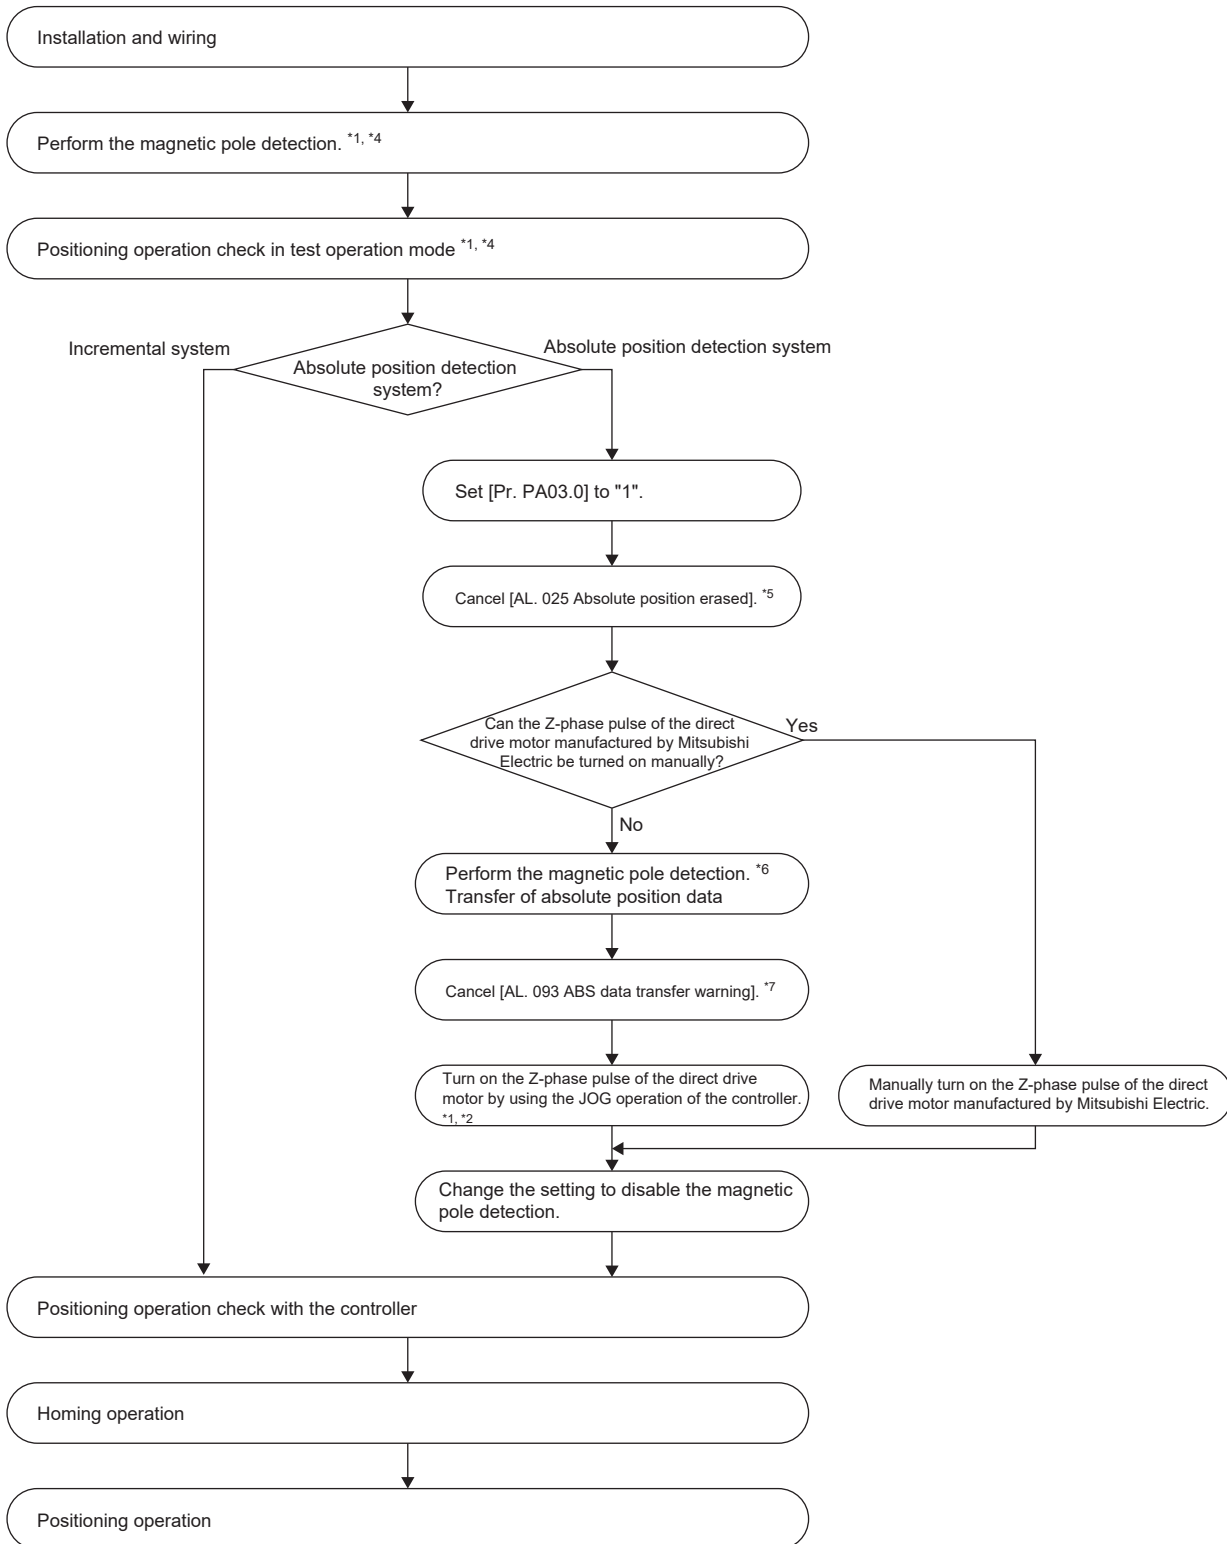 Installation and wiring
Perform the magnetic pole detection. *1, *4
Positioning operation check in test operation mode *1, *4
Incremental system
Absolute position detection system
Absolute position detection
system?
Set [Pr. PA03.0] to "1".
Cancel [AL. 025 Absolute position erased]. *5
Can the Z-phase pulse of the direct
drive motor manufactured by Mitsubishi
Electric be turned on manually?
Yes
No
Perform the magnetic pole detection. *6
Transfer of absolute position data
Cancel [AL. 093 ABS data transfer warning]. *7
Turn on the Z-phase pulse of the direct drive
motor by using the JOG operation of the controller.
*1, *2
Manually turn on the Z-phase pulse of the direct
drive motor manufactured by Mitsubishi Electric.
Change the setting to disable the magnetic
pole detection.
Positioning operation check with the controller
Homing operation
Positioning operation